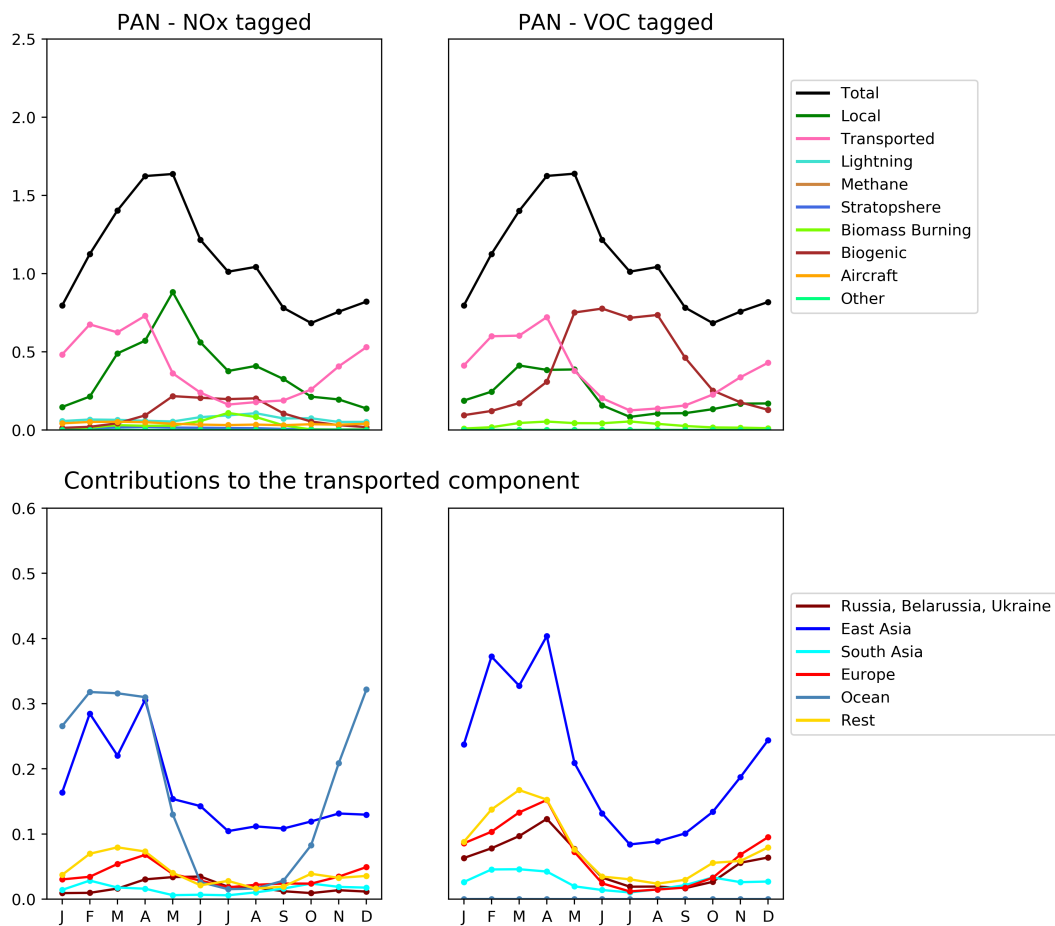 PAN - NOx tagged
PAN - VOC tagged
2.5
2.0
1.5
1.0
0.5
0.0
Total
Local
Transported
Lightning
Methane
Stratopshere
Biomass Burning
Biogenic
Aircraft
Other
Contributions to the transported component
0.6
0.5
0.4
0.3
0.2
0.1
0.0
J F M A M J J A S O N D
J F M A M J J A S O N D
Russia, Belarussia, Ukraine
East Asia
South Asia
Europe
Ocean
Rest